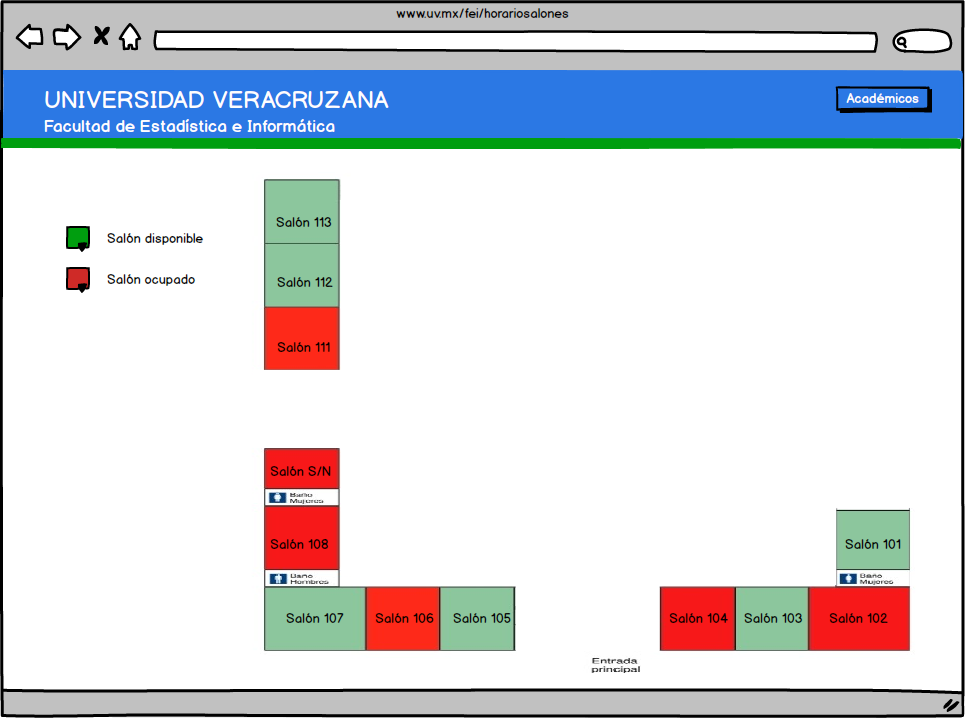 www.uv.mx/fei/horariosalones
UNIVERSIDAD VERACRUZANA
Académicos
Facultad de Estadística e Informática
Salón 113
Salón disponible
Salón ocupado
Salón 112
Salón 111
Salón S/N
Baño
Mujeres
Salón 108
Salón 101
Baño
Hombres
Baño
Mujeres
Salón 107
Salón 106
Salón 105
Salón 104
Salón 103
Salón 102
Entrada
principal